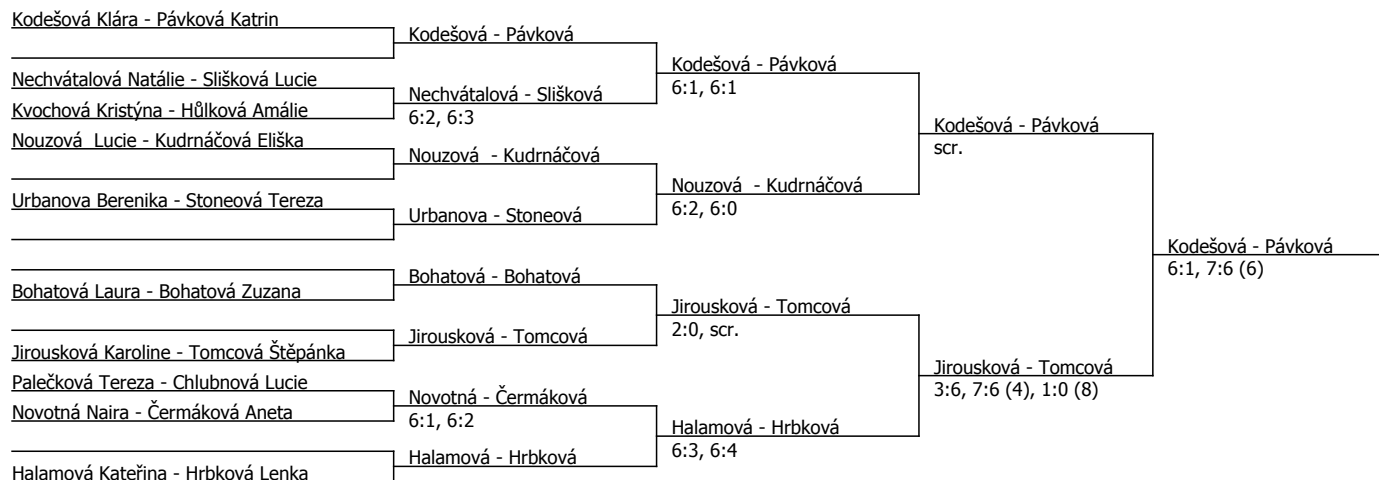 Kodešová Klára - Pávková Katrin
Nechvátalová Natálie - Slišková Lucie
Kvochová Kristýna - Hůlková Amálie
Nouzová  Lucie - Kudrnáčová Eliška
Urbanova Berenika - Stoneová Tereza
Bohatová Laura - Bohatová Zuzana
Jirousková Karoline - Tomcová Štěpánka
Palečková Tereza - Chlubnová Lucie
Novotná Naira - Čermáková Aneta
Halamová Kateřina - Hrbková Lenka
Kodešová - Pávková
Nechvátalová - Slišková
6:2, 6:3
Nouzová  - Kudrnáčová
Urbanova - Stoneová
Bohatová - Bohatová
Jirousková - Tomcová
Novotná - Čermáková
6:1, 6:2
Halamová - Hrbková
Kodešová - Pávková
6:1, 6:1
Nouzová  - Kudrnáčová
6:2, 6:0
Jirousková - Tomcová
2:0, scr.
Halamová - Hrbková
6:3, 6:4
Kodešová - Pávková
scr.
Jirousková - Tomcová
3:6, 7:6 (4), 1:0 (8)
Kodešová - Pávková
6:1, 7:6 (6)